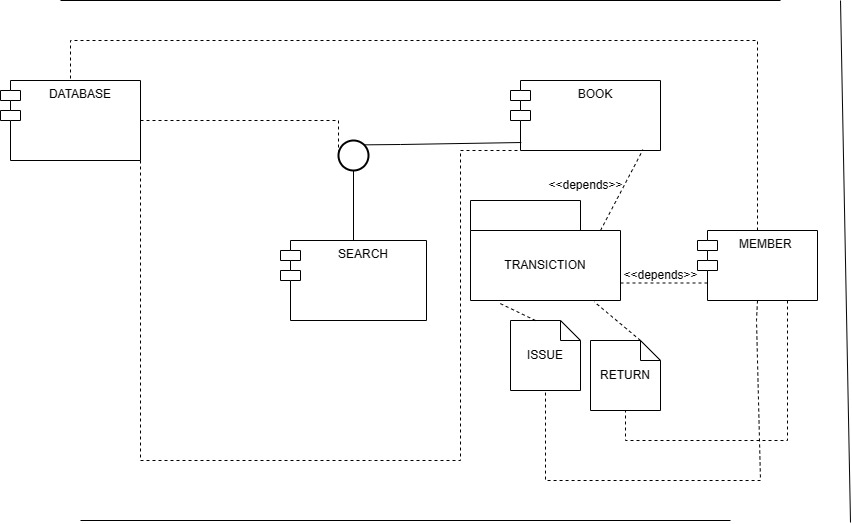 DATABASE
BOOK
<<depends>>
SEARCH
MEMBER
TRANSICTION
<<depends>>
ISSUE
RETURN